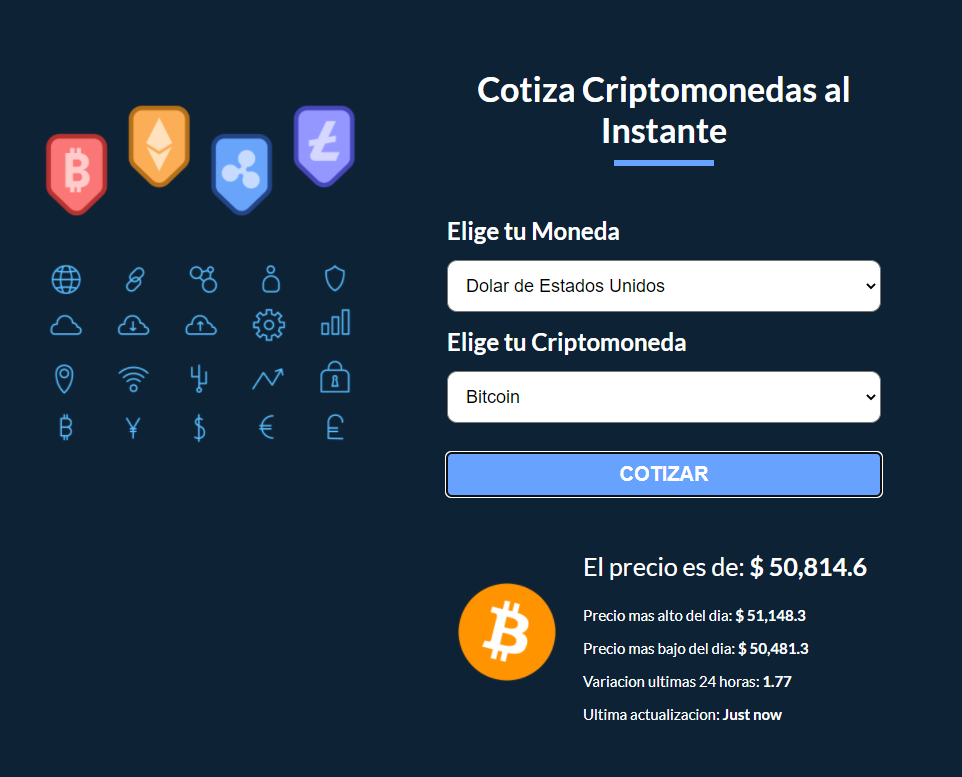 Cotiza Criptomonedas al
Instante
Elige tu Moneda
Dolar de Estados Unidos
Elige tu Criptomoneda
Bitcoin
COTIZAR
El precio es de: $ 50,814.6
Precio mas alto del dia: $ 51,148.3
Precio mas bajo del dia: $ 50,481.3
Variacion ultimas 24 horas: 1.77
Ultima actualizacion: Just now